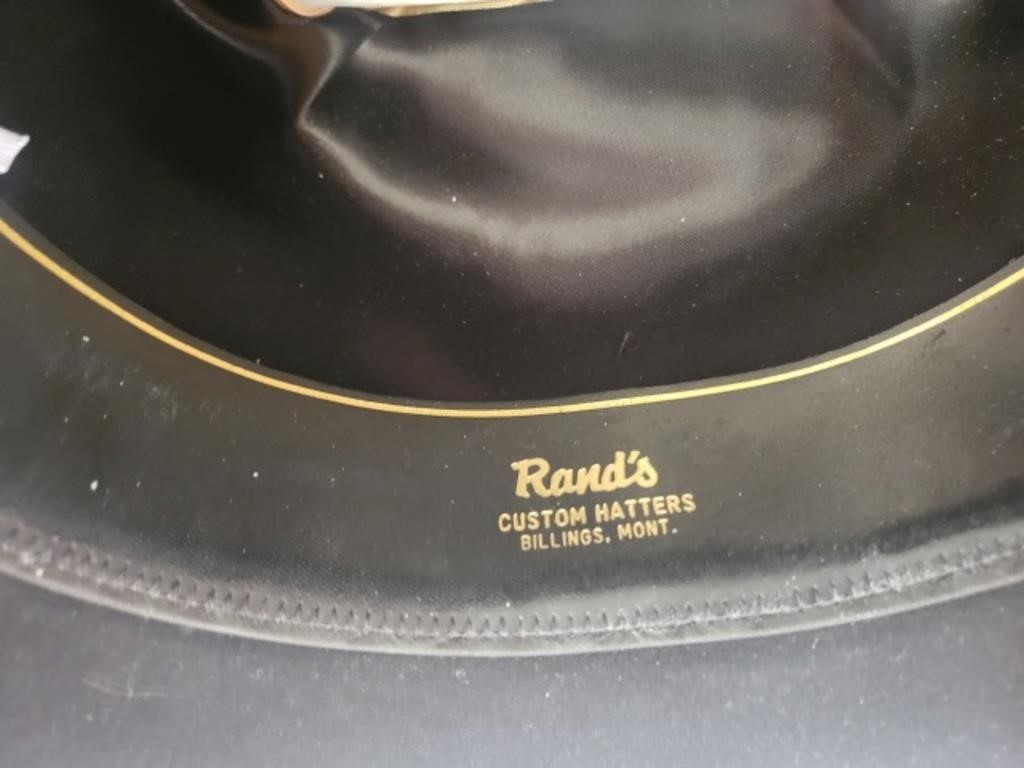 Rand's
CUSTOM HATTERS
BILLINGS, MONT.